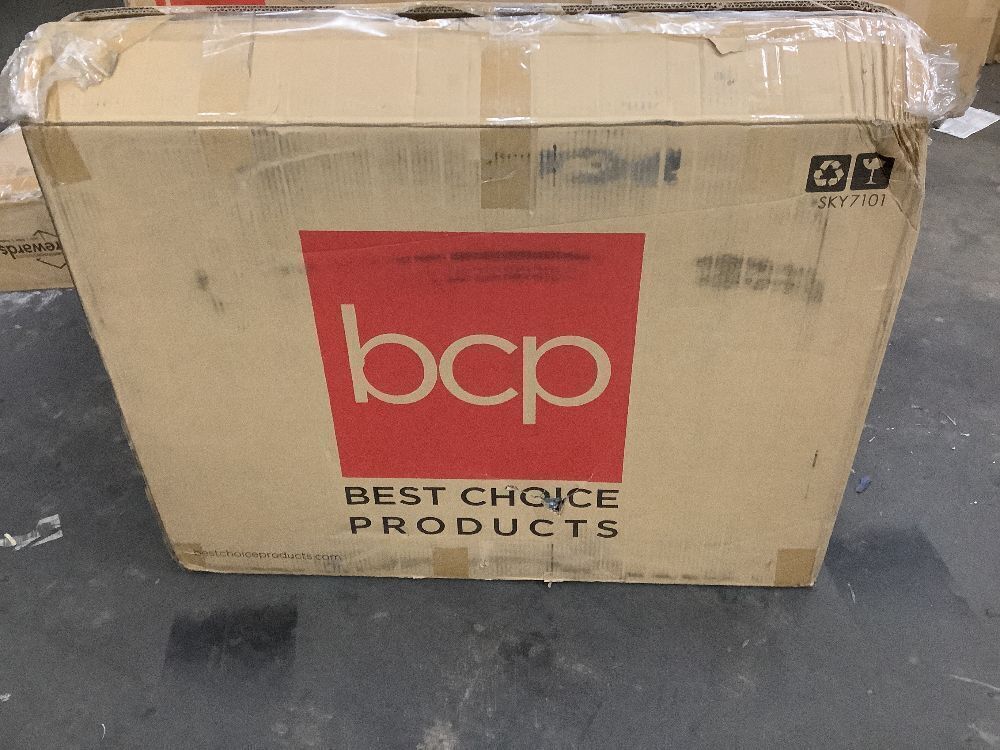 SKY7101
rewards
bcp
BEST CHOICE
PRODUCTS
bestchoiceproducts.com